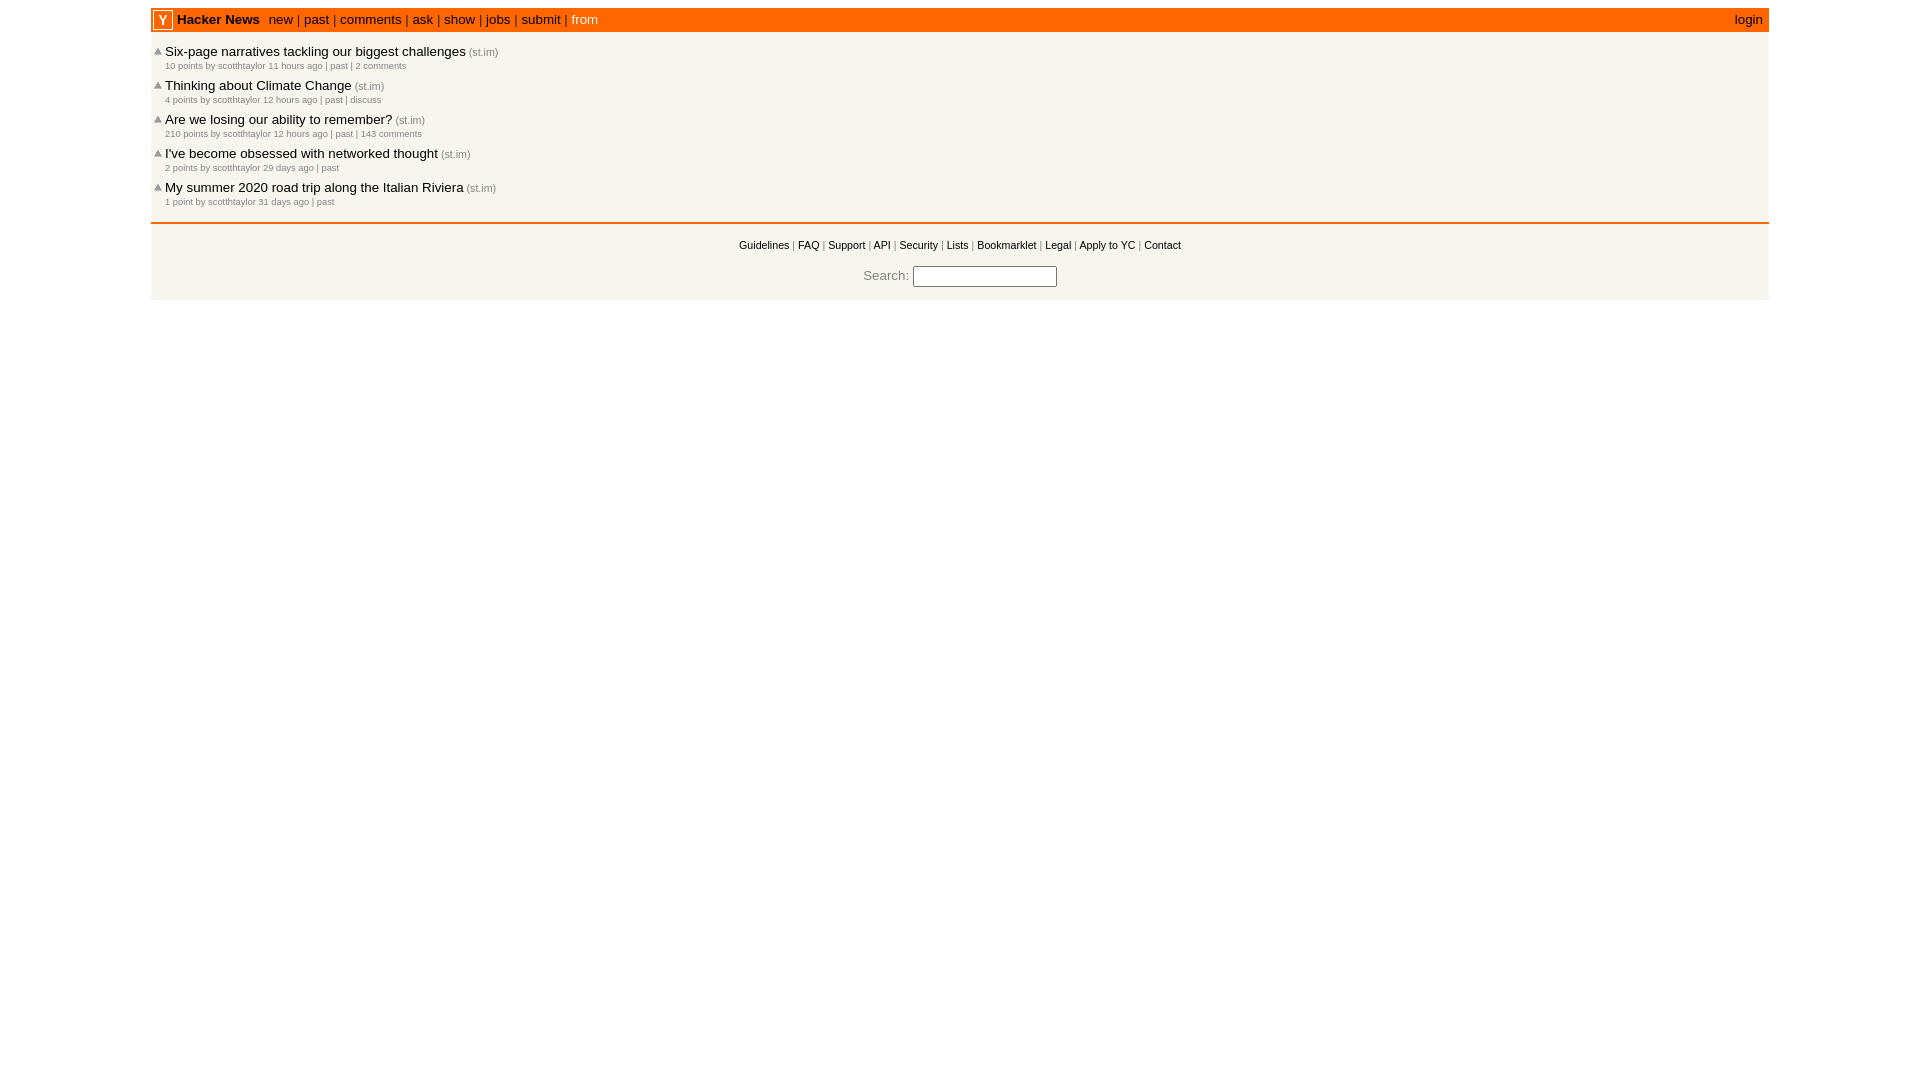 Y Hacker News new | past | comments | ask | show | jobs | submit | from login
Six-page narratives tackling our biggest challenges (st.im)
10 points by scotthtaylor 11 hours ago | past | 2 comments
Thinking about Climate Change (st.im)
4 points by scotthtaylor 12 hours ago | past | discuss
Are we losing our ability to remember? (st.im)
210 points by scotthtaylor 12 hours ago | past | 143 comments
I've become obsessed with networked thought (st.im)
2 points by scotthtaylor 29 days ago | past
My summer 2020 road trip along the Italian Riviera (st.im)
1 point by scotthtaylor 31 days ago | past
Guidelines | FAQ | Support | API | Security | Lists | Bookmarklet | Legal | Apply to YC | Contact
Search: